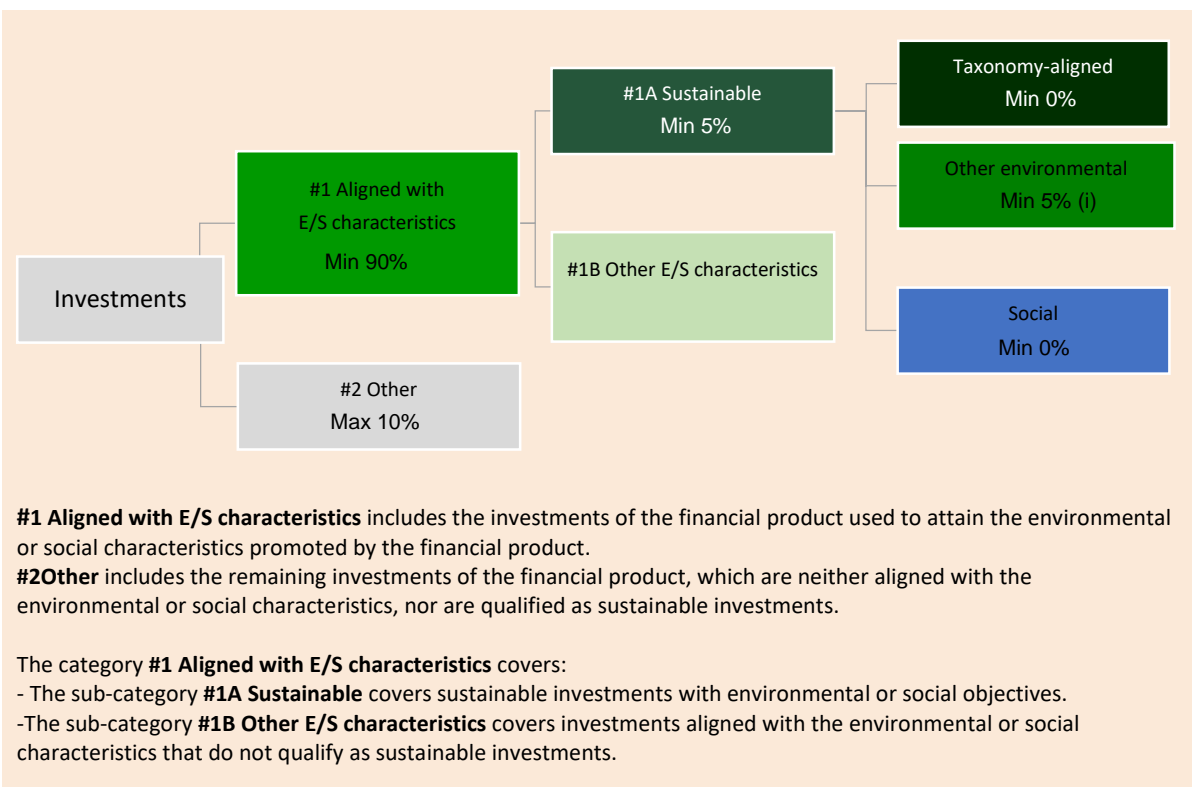 Taxonomy-aligned
Min 0%
#1A Sustainable
Min 5%
Other environmental
Min 5% (i)
#1 Aligned with
E/S characteristics
Min 90%
#1B Other E/S characteristics
Investments
Social
Min 0%
#2 Other
Max 10%
#1 Aligned with E/S characteristics includes the investments of the financial product used to attain the environmental
or social characteristics promoted by the financial product.
#2Other includes the remaining investments of the financial product, which are neither aligned with the
environmental or social characteristics, nor are qualified as sustainable investments.
The category #1 Aligned with E/S characteristics covers:
- The sub-category #1A Sustainable covers sustainable investments with environmental or social objectives.
-The sub-category #1B Other E/S characteristics covers investments aligned with the environmental or social
characteristics that do not qualify as sustainable investments.